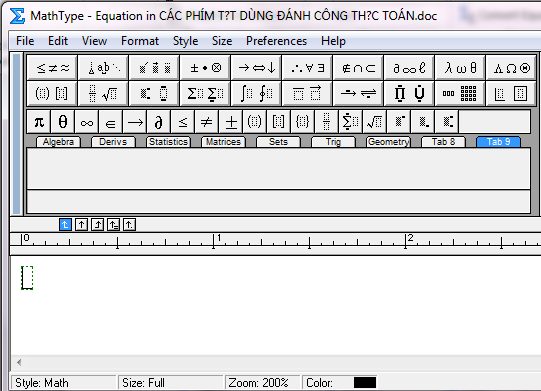 MathType - Equation in CÁC PHÍM T?T DÙNG ĐÁNH CÔNG TH?C TOÁN.doc
File Edit View Format Style Size Preferences Help
≤ ≠ ≈ ∔ → ⇔ ↓ ∴ ∀ ∃ ∉ ∩ ⊂ ∂ ∞ ℓ λ ω θ Λ Ω Θ
π θ ∞ ∈ → ∂ ≤ ≠ ±
Algebra Derivs Statistics Matrices Sets Trig Geometry Tab 8 Tab 9
0 1 2
Style: Math Size: Full Zoom: 200% Color: